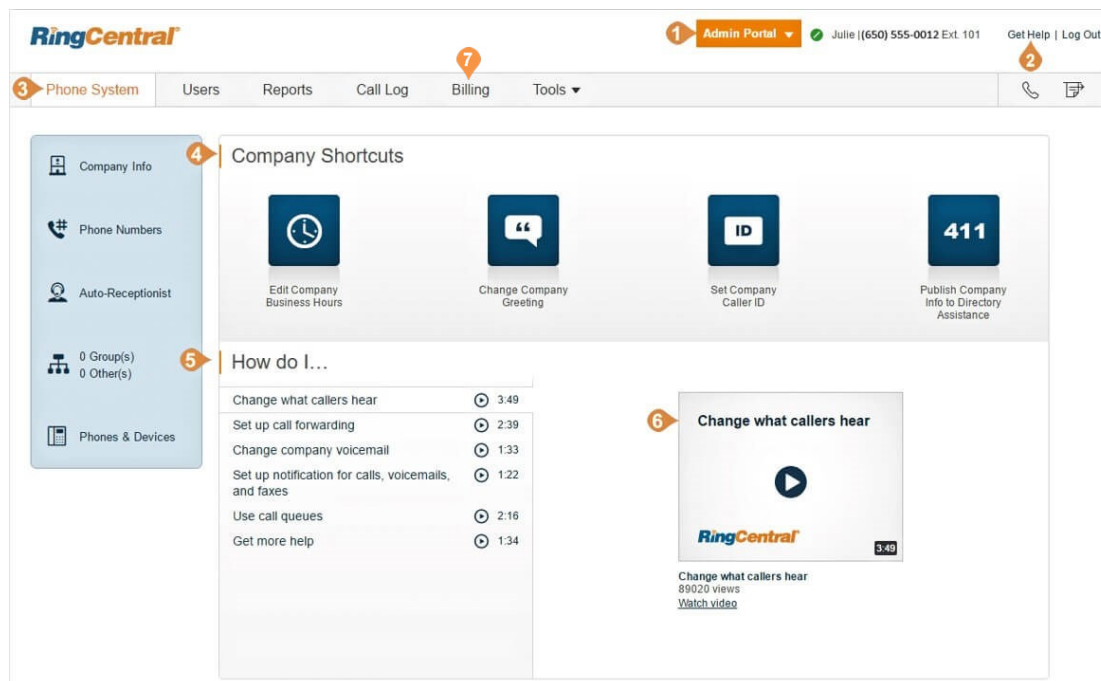 RingCentral®
1 Admin Portal Julie |(650) 555-0012 Ext. 101 Get Help | Log Out
2
7
3 Phone System Users Reports Call Log Billing Tools
Company Info
Phone Numbers
Auto-Receptionist
0 Group(s)
0 Other(s)
Phones & Devices
4 Company Shortcuts
“
ID
411
Edit Company
Business Hours
Change Company
Greeting
Set Company
Caller ID
Publish Company
Info to Directory
Assistance
5 How do I...
Change what callers hear 3:49
Set up call forwarding 2:39
Change company voicemail 1:33
Set up notification for calls, voicemails, 1:22
and faxes
Use call queues 2:16
Get more help 1:34
6 Change what callers hear
RingCentral®
3:49
Change what callers hear
89020 views
Watch video